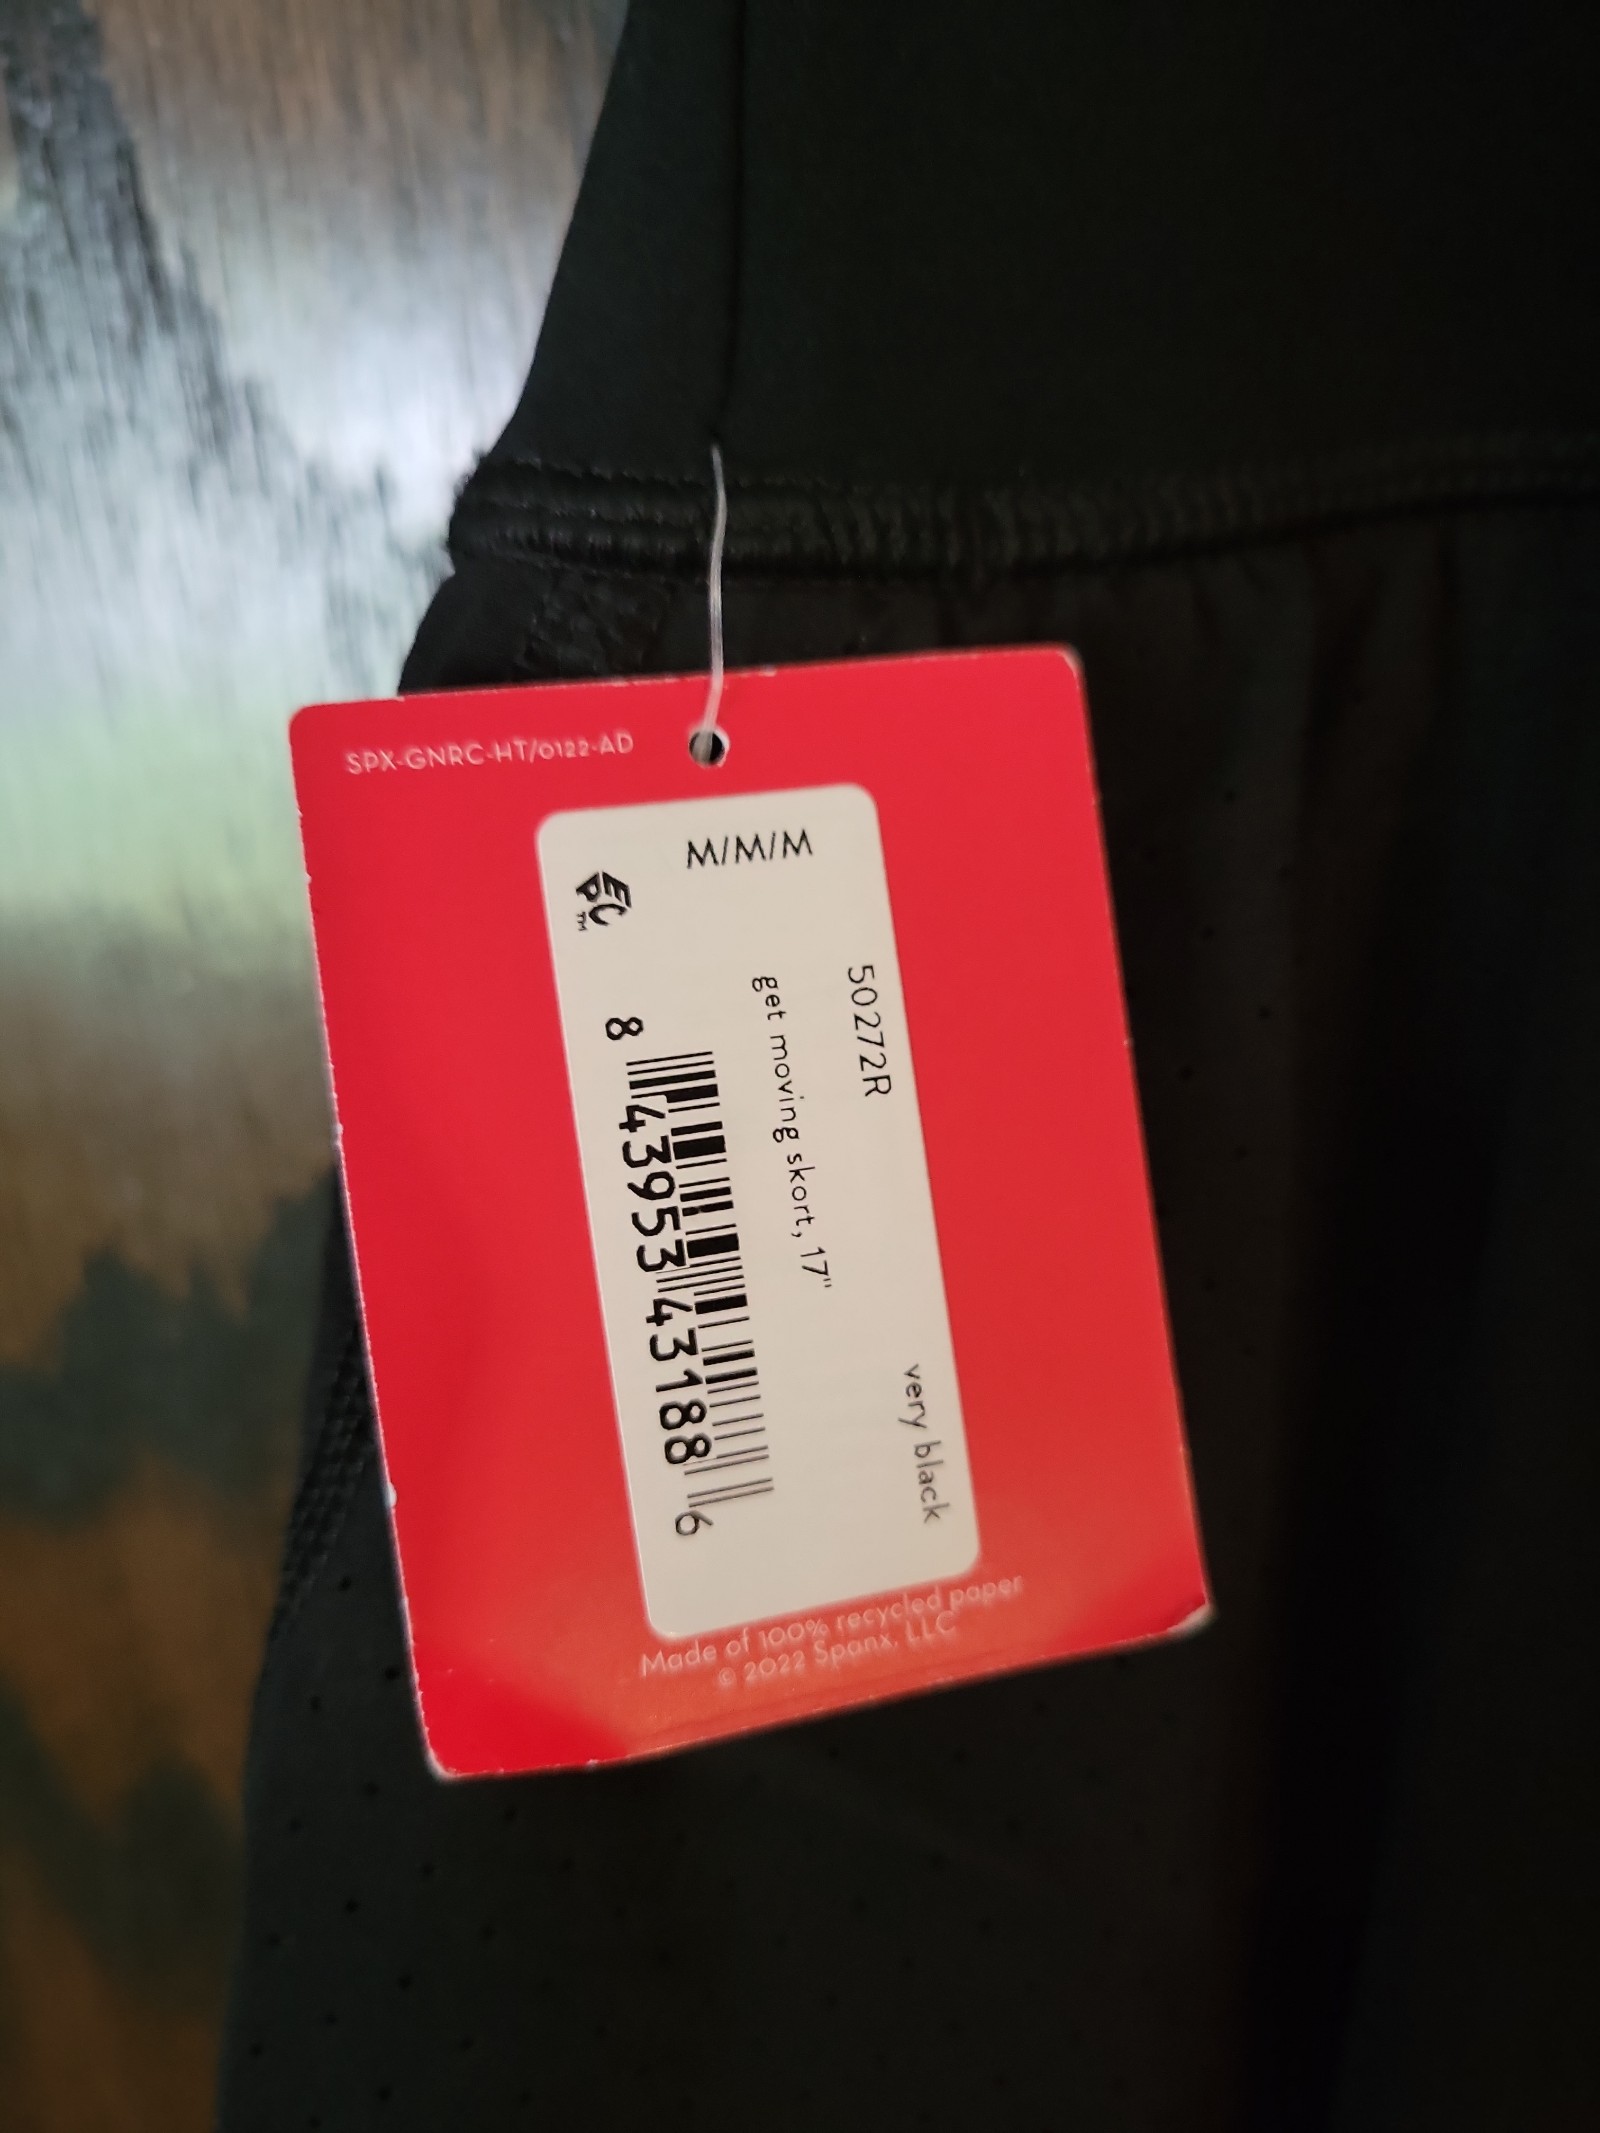 SPX-GNRC-HT/0122-AD
M/M/M
50272R
very black
get moving skort, 17"
8 43953 43188 6
EPC™
Made of 100% recycled paper
© 2022 Spanx, LLC